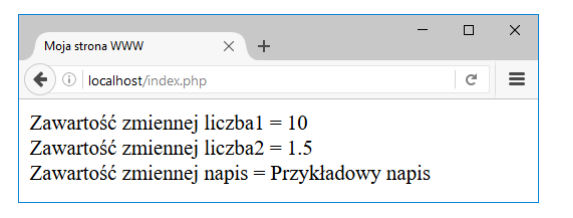 Moja strona WWW
localhost/index.php
Zawartość zmiennej liczba1 = 10
Zawartość zmiennej liczba2 = 1.5
Zawartość zmiennej napis = Przykładowy napis